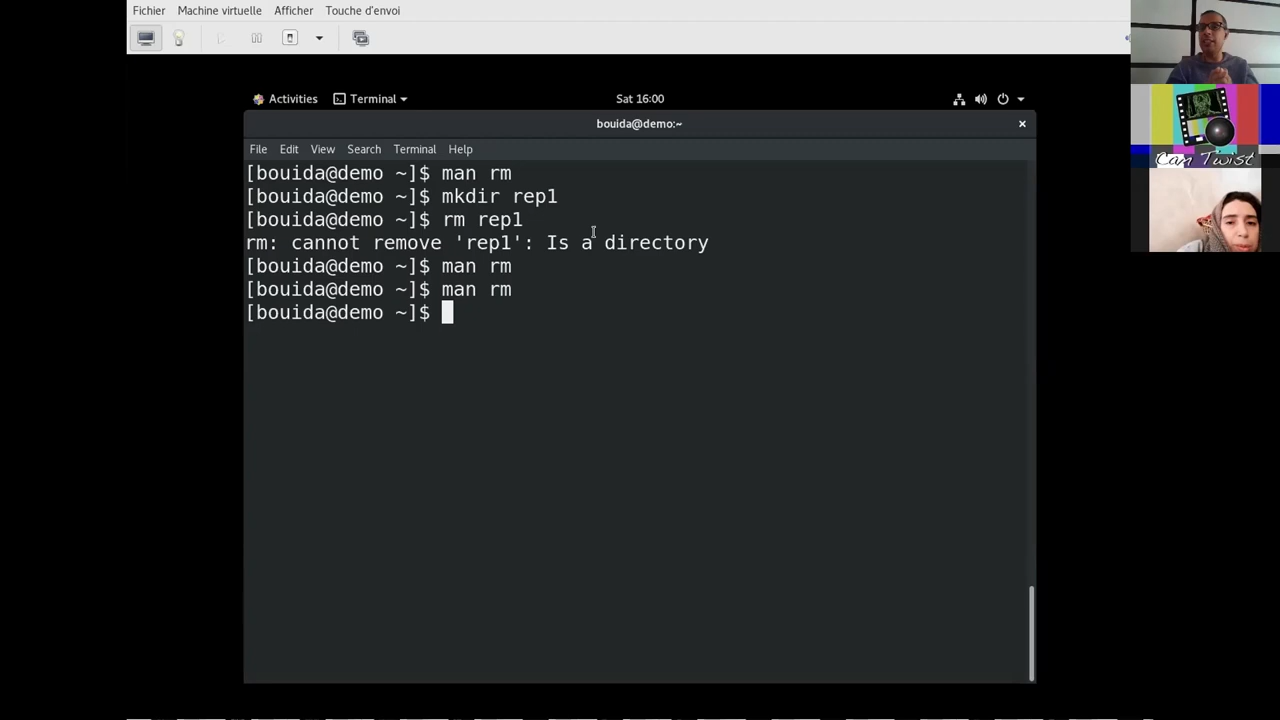 Fichier Machine virtuelle Afficher Touche d'envoi
Activities Terminal Sat 16:00
bouida@demo:~
File Edit View Search Terminal Help
[bouida@demo ~]$ man rm
[bouida@demo ~]$ mkdir rep1
[bouida@demo ~]$ rm rep1
rm: cannot remove 'rep1': Is a directory
[bouida@demo ~]$ man rm
[bouida@demo ~]$ man rm
[bouida@demo ~]$
Cam Twist